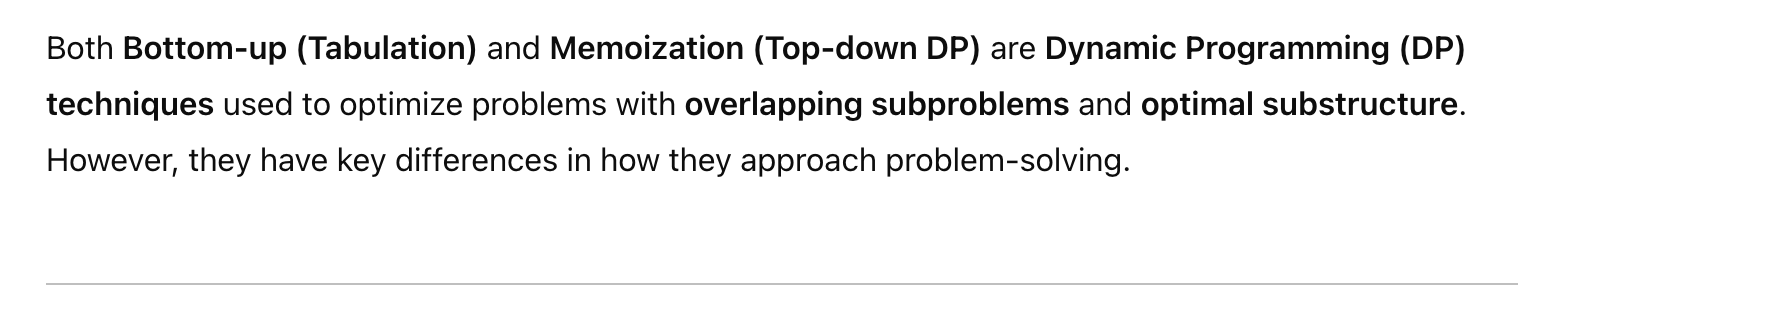 Both Bottom-up (Tabulation) and Memoization (Top-down DP) are Dynamic Programming (DP)
techniques used to optimize problems with overlapping subproblems and optimal substructure.
However, they have key differences in how they approach problem-solving.